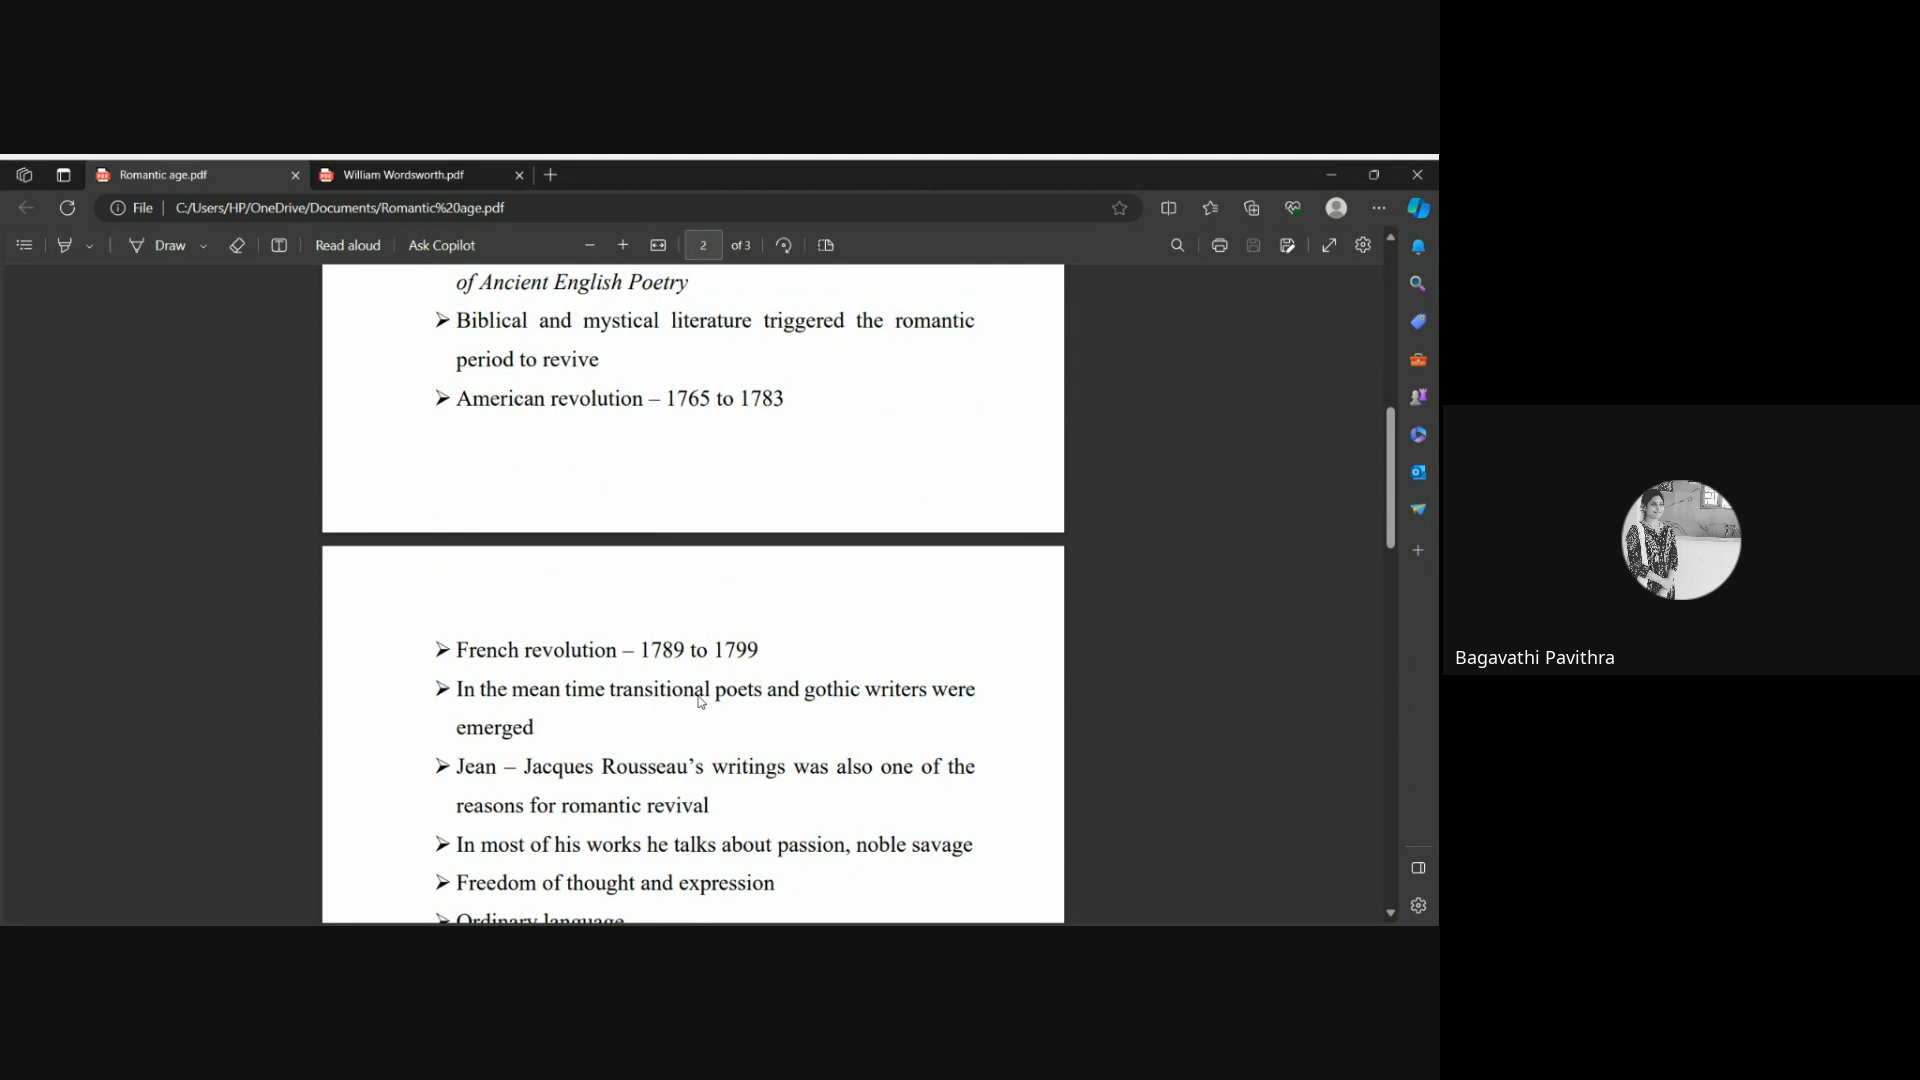 Romantic age.pdf
William Wordsworth.pdf
File
C:/Users/HP/OneDrive/Documents/Romantic%20age.pdf
Draw
Read aloud
Ask Copilot
2
of 3
of Ancient English Poetry
➢ Biblical and mystical literature triggered the romantic
period to revive
➢ American revolution – 1765 to 1783
➢ French revolution – 1789 to 1799
➢ In the mean time transitional poets and gothic writers were
emerged
➢ Jean – Jacques Rousseau’s writings was also one of the
reasons for romantic revival
➢ In most of his works he talks about passion, noble savage
➢ Freedom of thought and expression
➢ Ordinary language
Bagavathi Pavithra